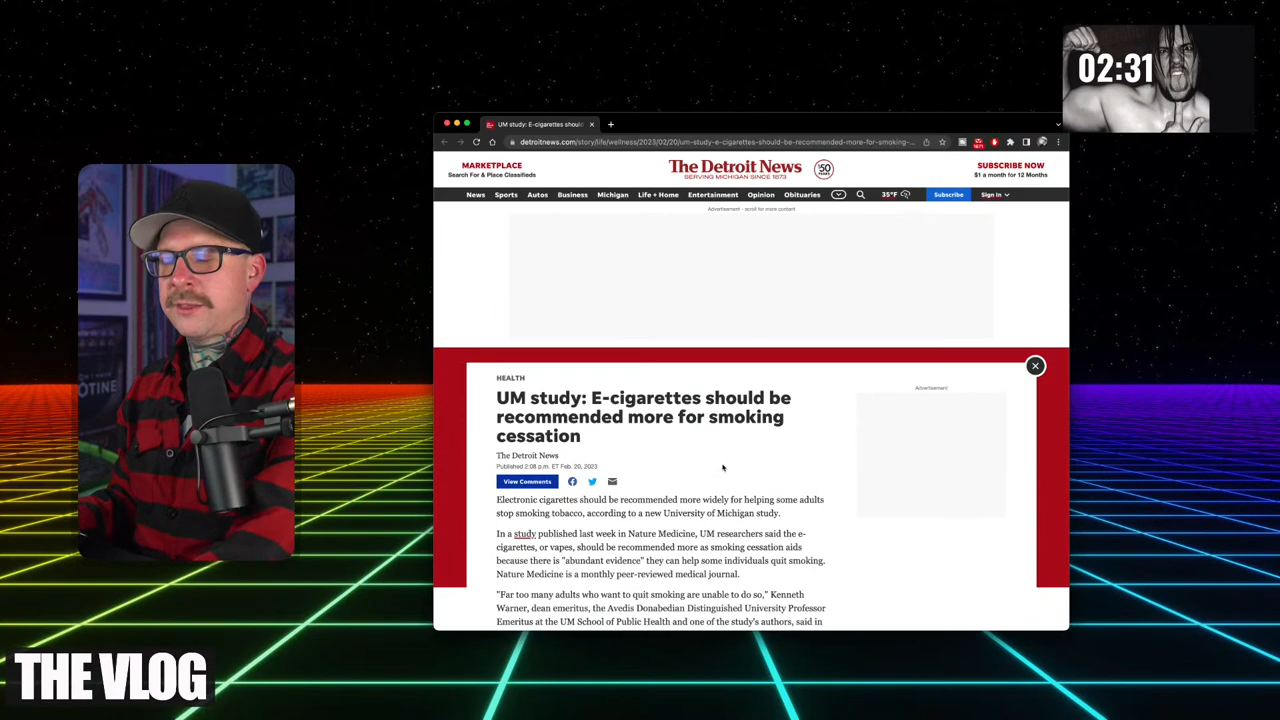 02:31
UM study: E-cigarettes should
detroitnews.com/story/life/wellness/2023/02/20/um-study-e-cigarettes-should-be-recommended-more-for-smoking-...
MARKETPLACE
Search For & Place Classifieds
The Detroit News
SERVING MICHIGAN SINCE 1873
150
SUBSCRIBE NOW
$1 a month for 12 Months
News Sports Autos Business Michigan Life + Home Entertainment Opinion Obituaries 35°F Subscribe Sign In
Advertisement - scroll for more content
HEALTH
UM study: E-cigarettes should be
recommended more for smoking
cessation
Advertisement
The Detroit News
Published 2:08 p.m. ET Feb. 20, 2023
View Comments
Electronic cigarettes should be recommended more widely for helping some adults
stop smoking tobacco, according to a new University of Michigan study.
In a study published last week in Nature Medicine, UM researchers said the e-
cigarettes, or vapes, should be recommended more as smoking cessation aids
because there is "abundant evidence" they can help some individuals quit smoking.
Nature Medicine is a monthly peer-reviewed medical journal.
"Far too many adults who want to quit smoking are unable to do so," Kenneth
Warner, dean emeritus, the Avedis Donabedian Distinguished University Professor
Emeritus at the UM School of Public Health and one of the study's authors, said in
THE VLOG